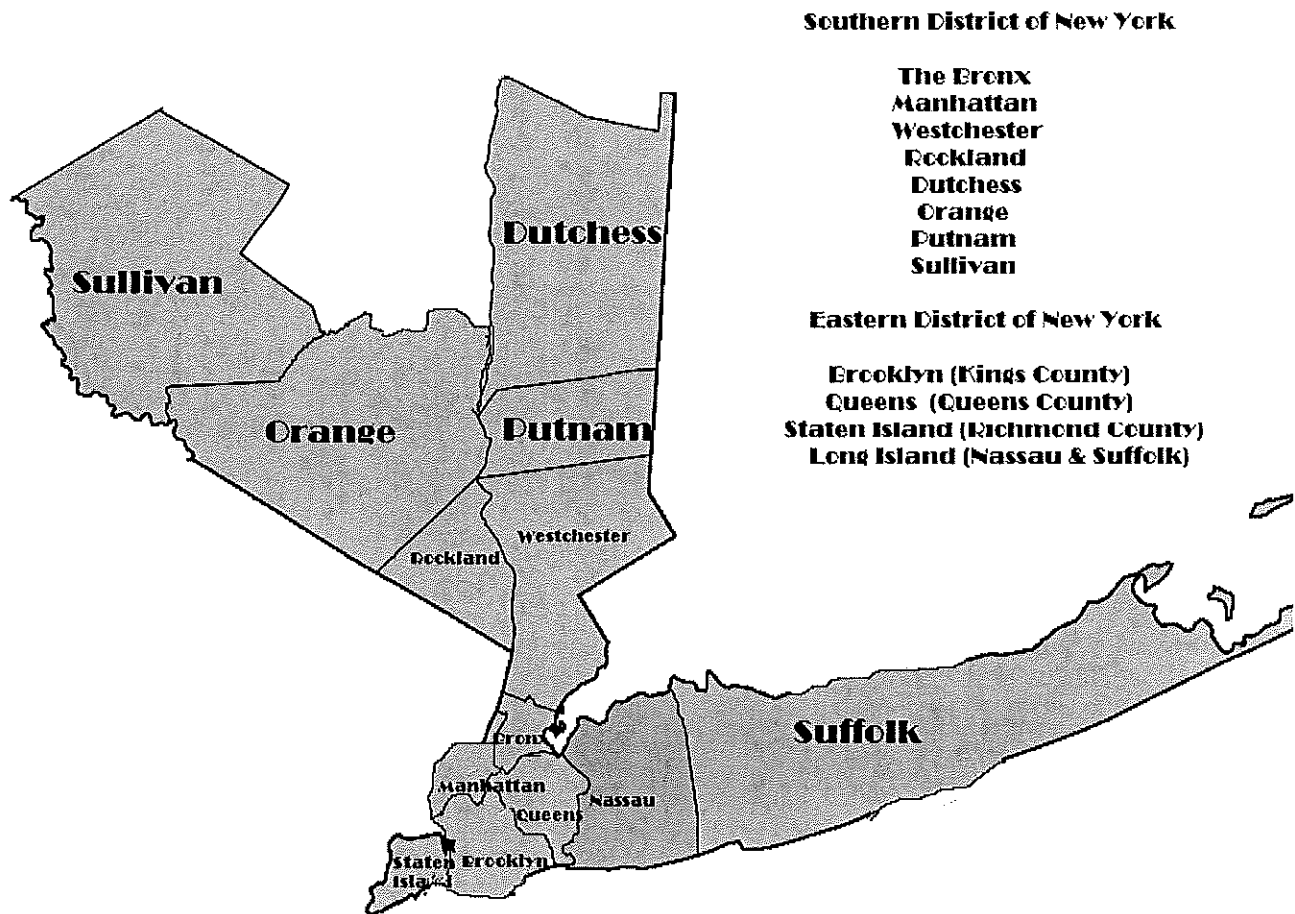 Southern District of New York
The Bronx
Manhattan
Westchester
Rockland
Dutchess
Orange
Putnam
Sullivan
Eastern District of New York
Brooklyn (Kings County)
Queens (Queens County)
Staten Island (Richmond County)
Long Island (Nassau & Suffolk)
Dutchess
Sullivan
Orange
Putnam
Westchester
Rockland
Suffolk
Bronx
Manhattan
Nassau
Queens
Staten
Island
Brooklyn